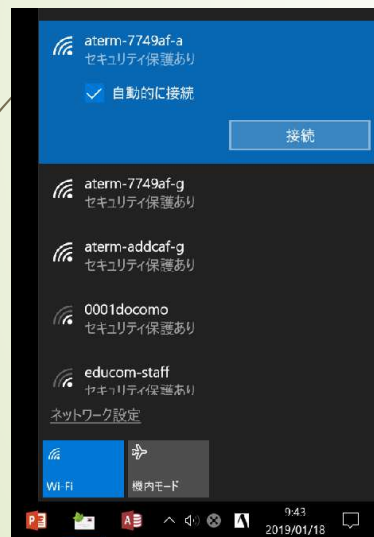 aterm-7749af-a
セキュリティ保護あり
自動的に接続
接続
aterm-7749af-g
セキュリティ保護あり
aterm-addcaf-g
セキュリティ保護あり
0001docomo
セキュリティ保護あり
educom-staff
セキュリティ保護あり
ネットワーク設定
Wi-Fi
機内モード
9:43
2019/01/18